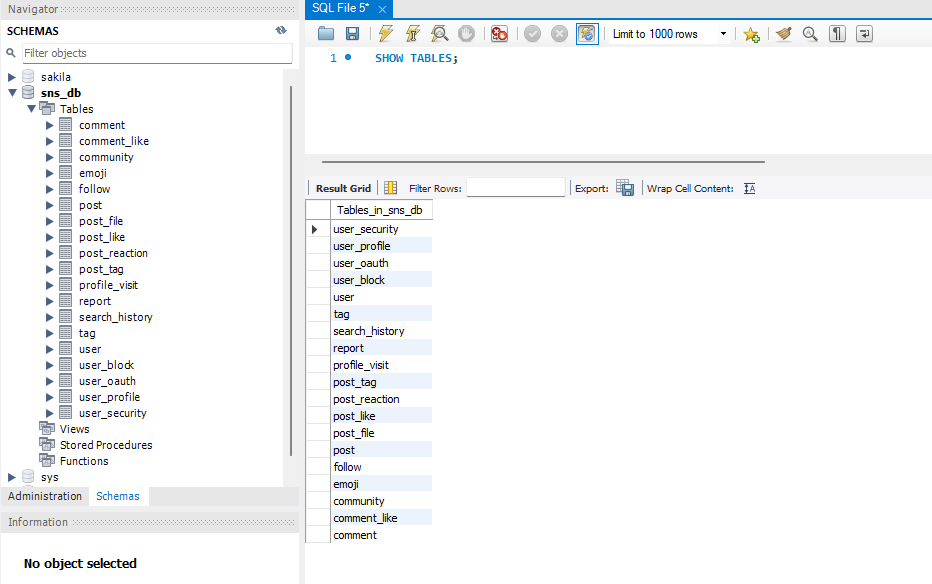 Navigator
SCHEMAS
Filter objects
sakila
sns_db
Tables
comment
comment_like
community
emoji
follow
post
post_file
post_like
post_reaction
post_tag
profile_visit
report
search_history
tag
user
user_block
user_oauth
user_profile
user_security
Views
Stored Procedures
Functions
sys
Administration Schemas
Information
No object selected
SQL File 5*
Limit to 1000 rows
1 SHOW TABLES;
Result Grid Filter Rows: Export: Wrap Cell Content:
Tables_in_sns_db
user_security
user_profile
user_oauth
user_block
user
tag
search_history
report
profile_visit
post_tag
post_reaction
post_like
post_file
post
follow
emoji
community
comment_like
comment